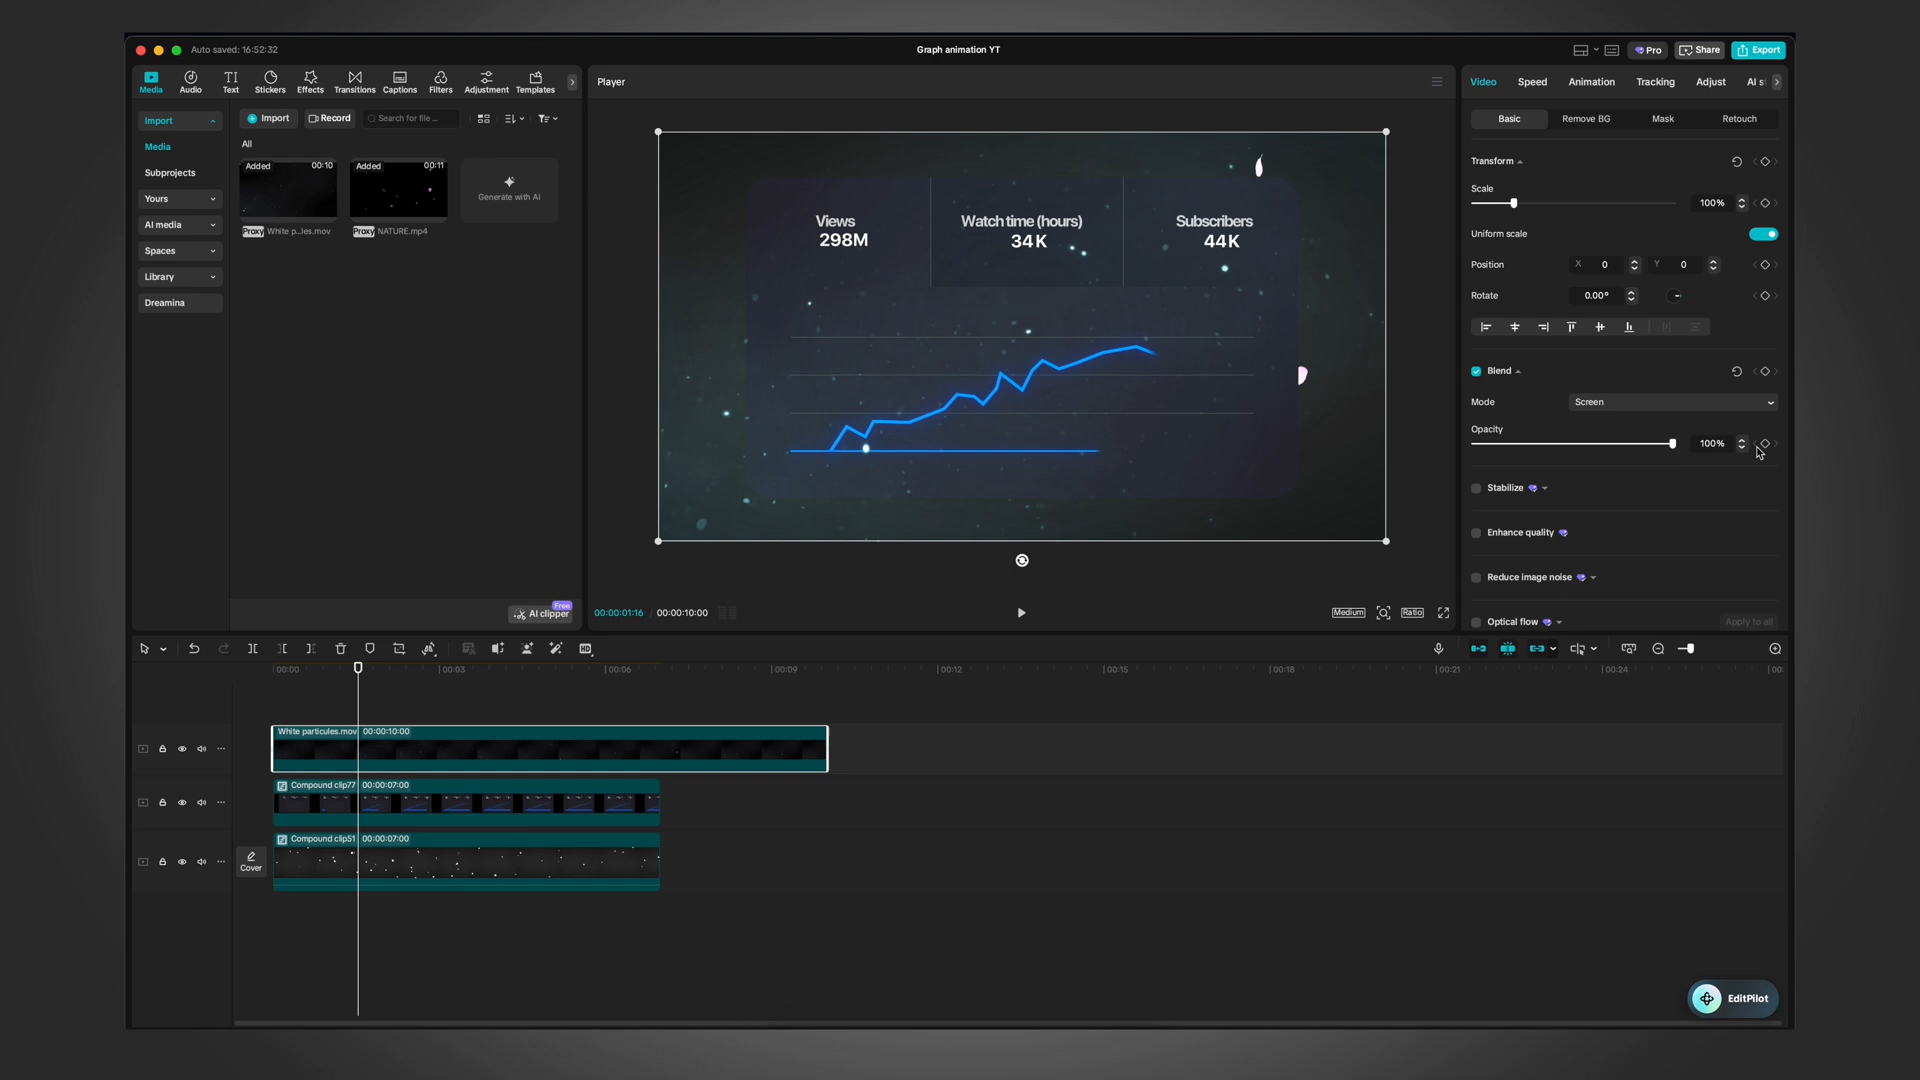 Auto saved: 16:52:32
Graph animation YT
Pro
Share
Export
Media
Audio
Text
Stickers
Effects
Transitions
Captions
Filters
Adjustment
Templates
Import
Media
Subprojects
Yours
AI media
Spaces
Library
Dreamina
Import
Record
Search for file ...
All
Added 00:10
Added 00:11
Proxy White p...les.mov
Proxy NATURE.mp4
Generate with AI
Free
AI clipper
Player
Views
298M
Watch time (hours)
34K
Subscribers
44K
00:00:01:16 / 00:00:10:00
Medium
Ratio
Video
Speed
Animation
Tracking
Adjust
AI s
Basic
Remove BG
Mask
Retouch
Transform
Scale
100%
Uniform scale
Position X 0 Y 0
Rotate 0.00°
Blend
Mode Screen
Opacity
100%
Stabilize
Enhance quality
Reduce image noise
Optical flow
Apply to all
00:00
00:03
00:06
00:09
00:12
00:15
00:18
00:21
00:24
00:
White particules.mov 00:00:10:00
Compound clip77 00:00:07:00
Compound clip51 00:00:07:00
Cover
EditPilot